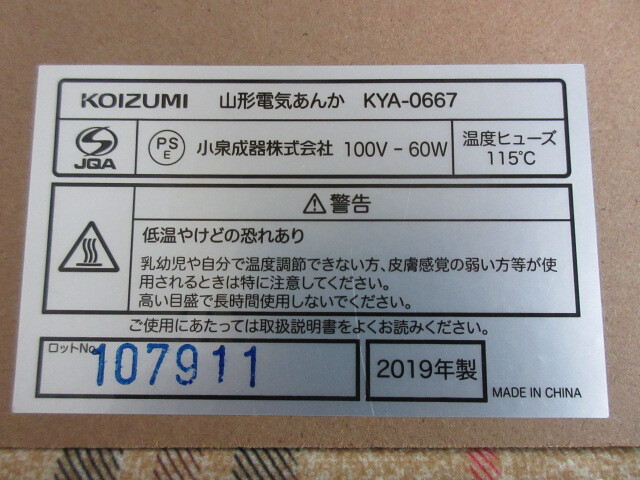 KOIZUMI 山形電気あんか KYA-0667
JQA
PS
E
小泉成器株式会社 100V - 60W
温度ヒューズ
115℃
⚠警告
低温やけどの恐れあり
乳幼児や自分で温度調節できない方、皮膚感覚の弱い方等が使
用されるときは特に注意してください。
高い目盛で長時間使用しないでください。
ご使用にあたっては取扱説明書をよくお読みください。
ロットNo.
107911
2019年製
MADE IN CHINA